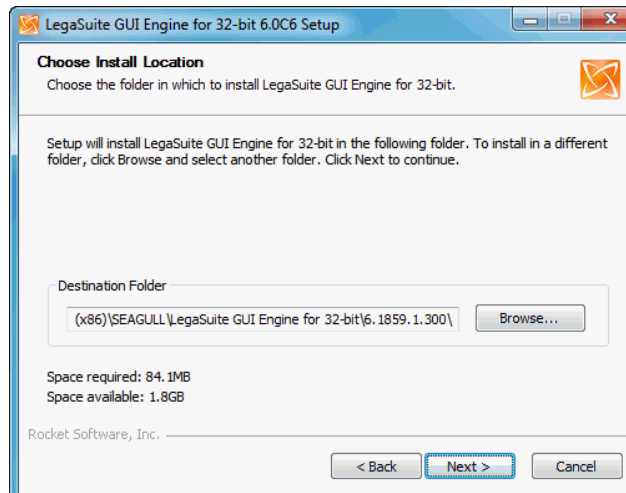 LegaSuite GUI Engine for 32-bit 6.0C6 Setup
Choose Install Location
Choose the folder in which to install LegaSuite GUI Engine for 32-bit.
Setup will install LegaSuite GUI Engine for 32-bit in the following folder. To install in a different
folder, click Browse and select another folder. Click Next to continue.
Destination Folder
(x86)\SEAGULL\LegaSuite GUI Engine for 32-bit\6.1859.1.300\
Browse...
Space required: 84.1MB
Space available: 1.8GB
Rocket Software, Inc.
< Back
Next >
Cancel